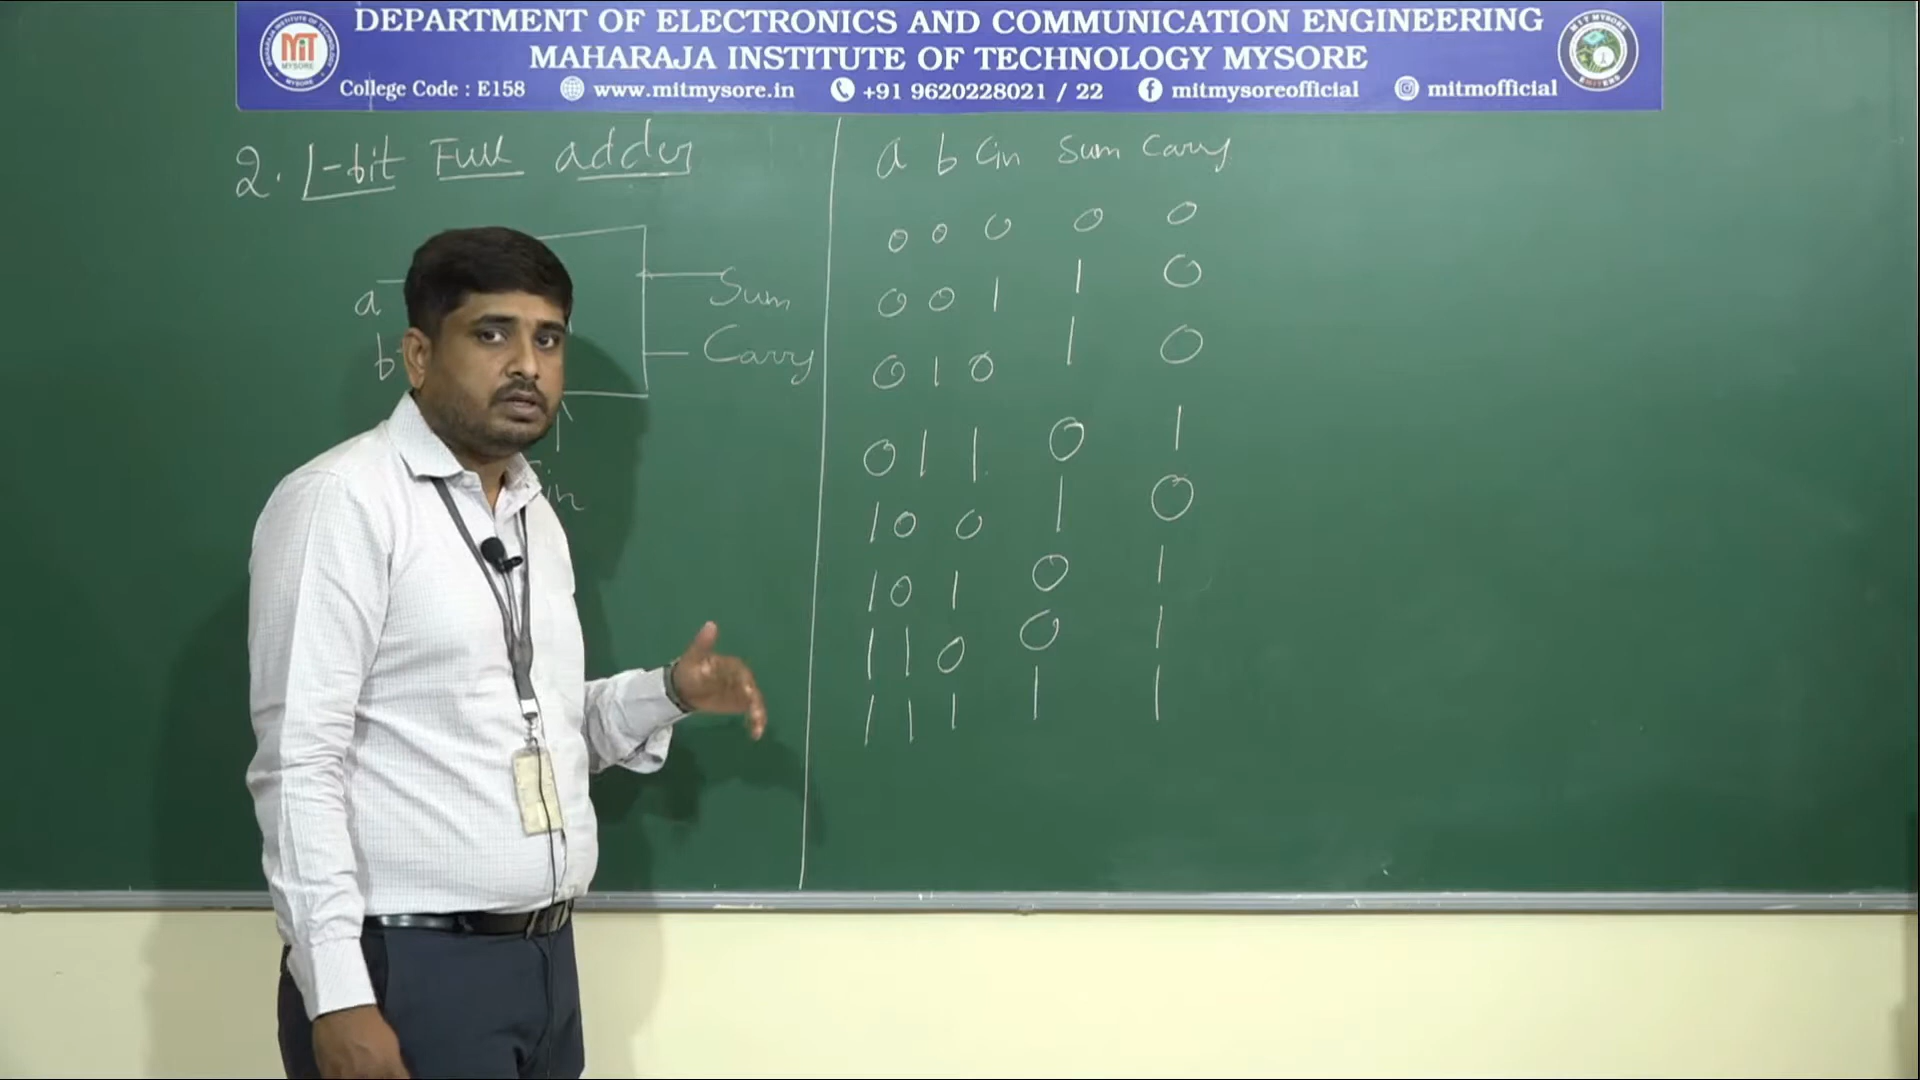 DEPARTMENT OF ELECTRONICS AND COMMUNICATION ENGINEERING
MAHARAJA INSTITUTE OF TECHNOLOGY MYSORE
College Code : E158 www.mitmysore.in +91 9620228021 / 22 mitmysoreofficial mitmofficial
MIT
MYSORE
2. 1-bit Full adder
a
b
Sum
Carry
in
a b Cin Sum Carry
0 0 0 0 0
0 0 1 1 0
0 1 0 1 0
0 1 1 0 1
1 0 0 1 0
1 0 1 0 1
1 1 0 0 1
1 1 1 1 1